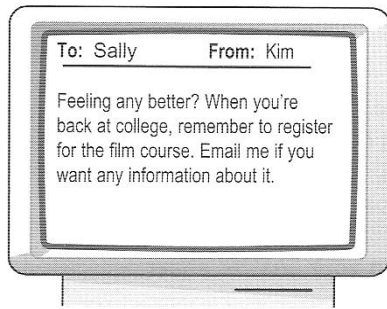 To: Sally From: Kim
Feeling any better? When you're
back at college, remember to register
for the film course. Email me if you
want any information about it.